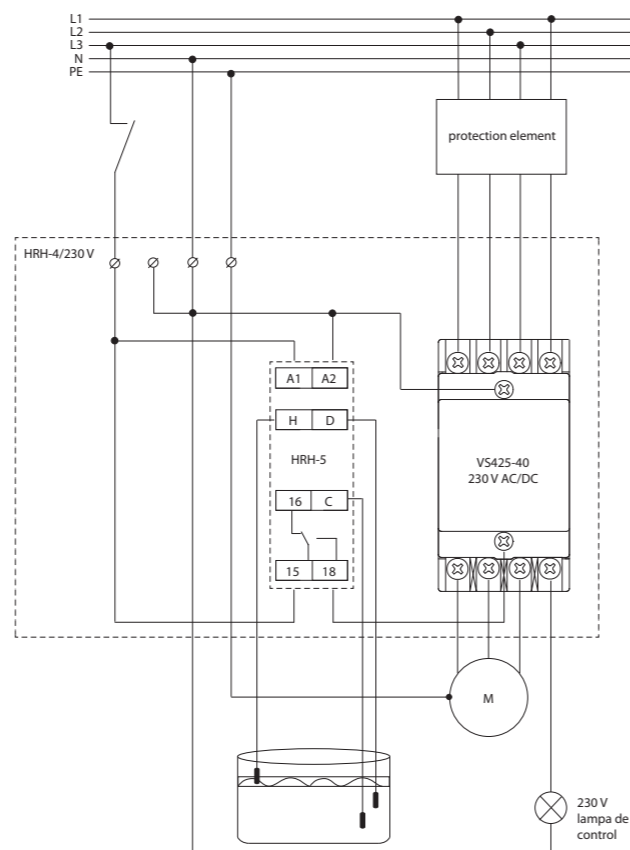 L1
L2
L3
N
PE
protection element
HRH-4/230 V
A1 A2
H D
HRH-5
VS425-40
230 V AC/DC
16 C
15 18
M
230 V
lampa de
control